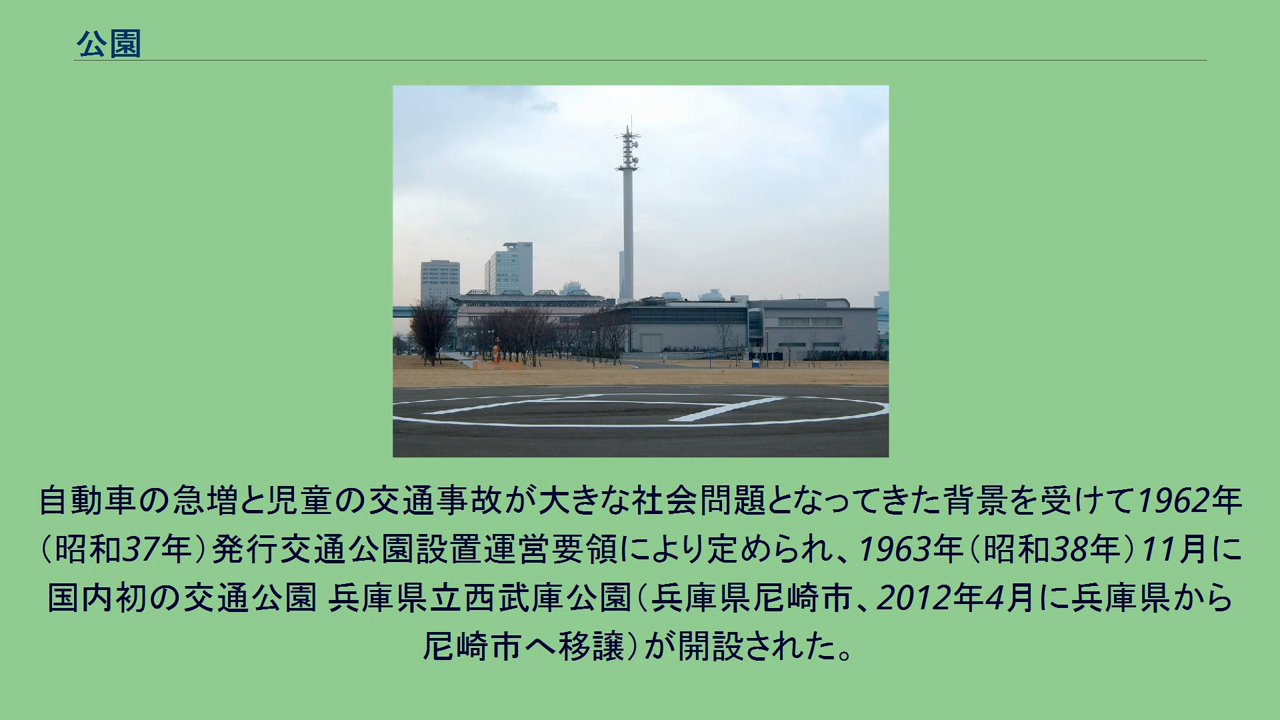 公園
自動車の急増と児童の交通事故が大きな社会問題となってきた背景を受けて1962年
（昭和37年）発行交通公園設置運営要領により定められ、1963年（昭和38年）11月に
国内初の交通公園 兵庫県立西武庫公園（兵庫県尼崎市、2012年4月に兵庫県から
尼崎市へ移譲）が開設された。